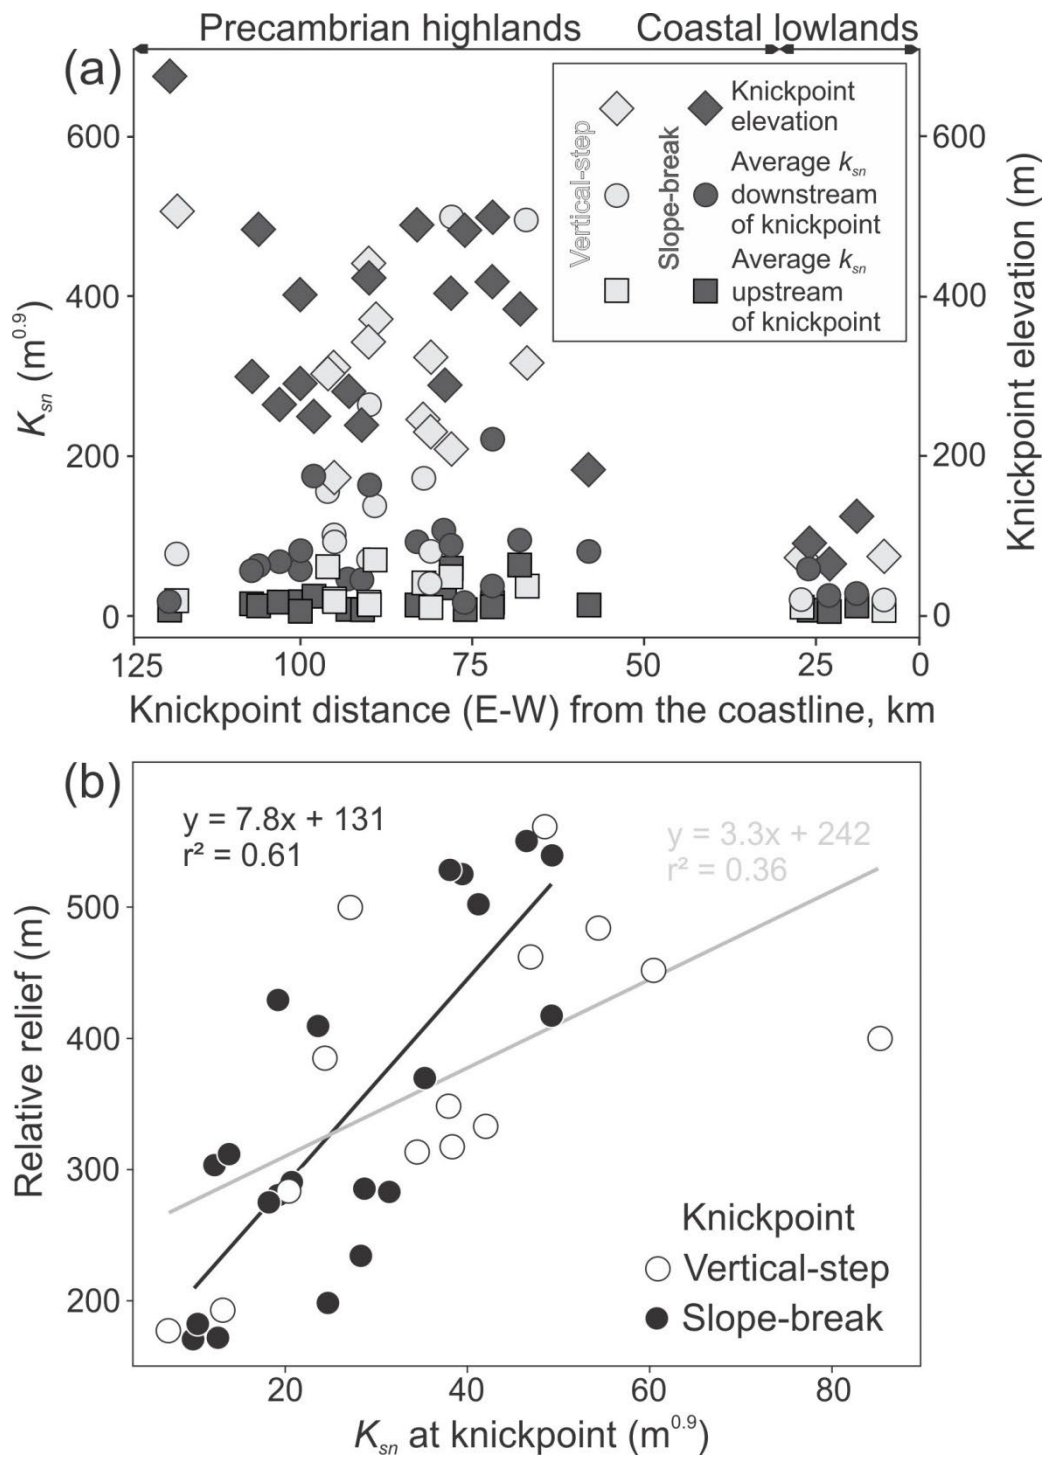 Precambrian highlands Coastal lowlands
(a)
Vertical-step
Slope-break
Knickpoint
elevation
Average ksn
downstream
of knickpoint
Average ksn
upstream
of knickpoint
600
400
200
0
Ksn (m0.9)
600
400
200
0
Knickpoint elevation (m)
125 100 75 50 25 0
Knickpoint distance (E-W) from the coastline, km
(b)
y = 7.8x + 131
r² = 0.61
y = 3.3x + 242
r² = 0.36
500
400
300
200
Relative relief (m)
Knickpoint
Vertical-step
Slope-break
20 40 60 80
Ksn at knickpoint (m0.9)